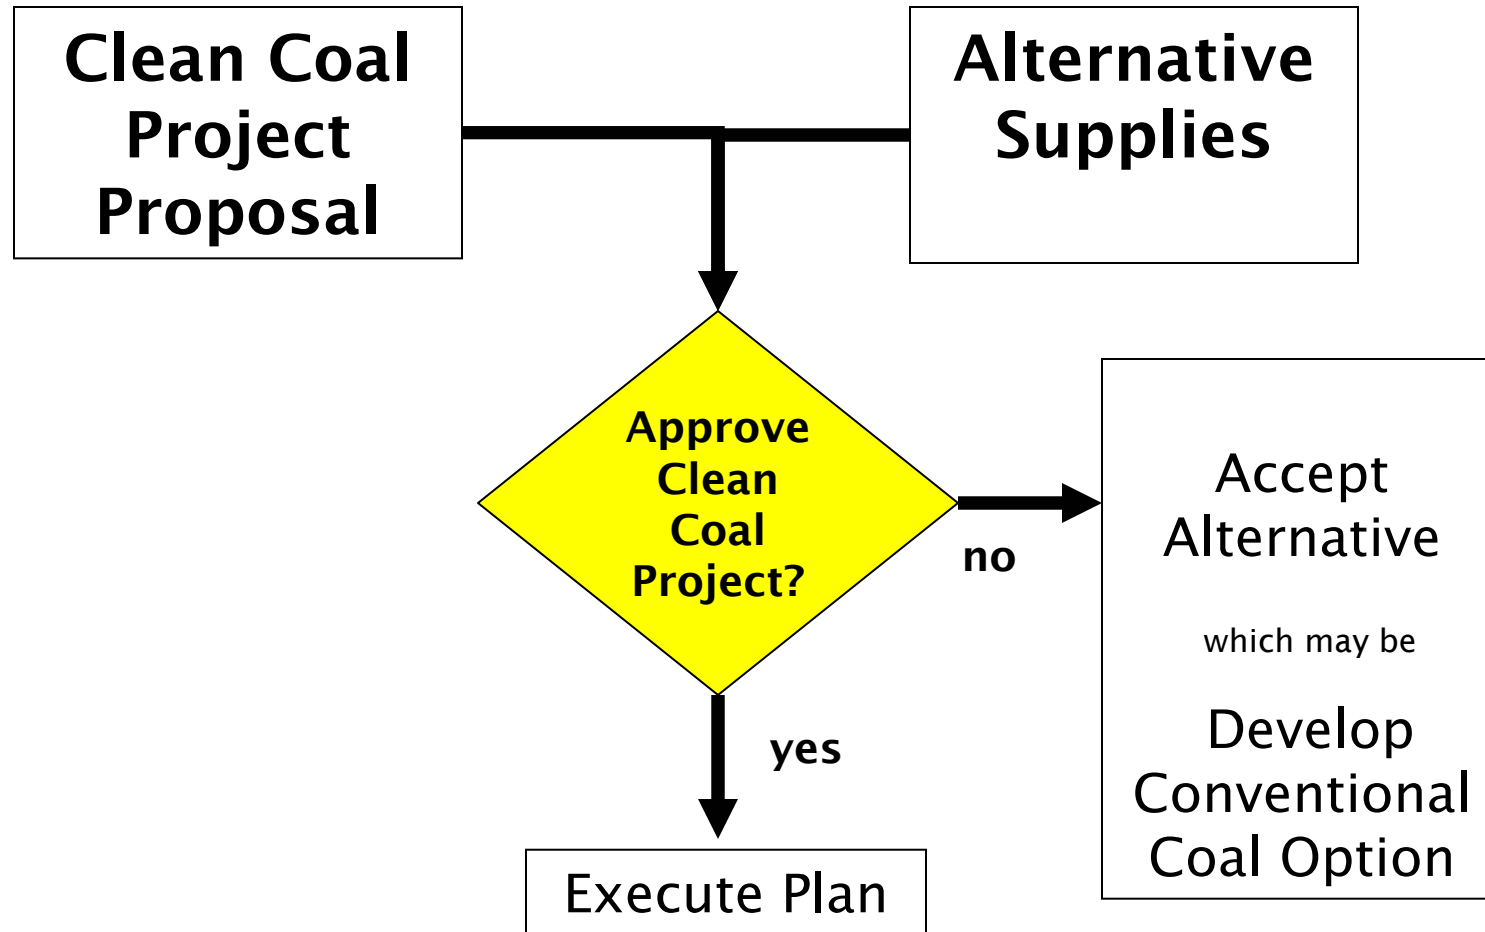 Clean Coal
Project
Proposal
Alternative
Supplies
Approve
Clean
Coal
Project?
no
yes
Accept
Alternative
which may be
Develop
Conventional
Coal Option
Execute Plan